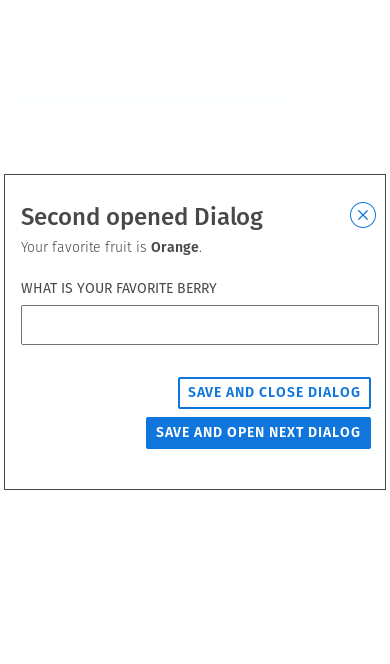 Second opened Dialog
Your favorite fruit is Orange.
WHAT IS YOUR FAVORITE BERRY
SAVE AND CLOSE DIALOG
SAVE AND OPEN NEXT DIALOG